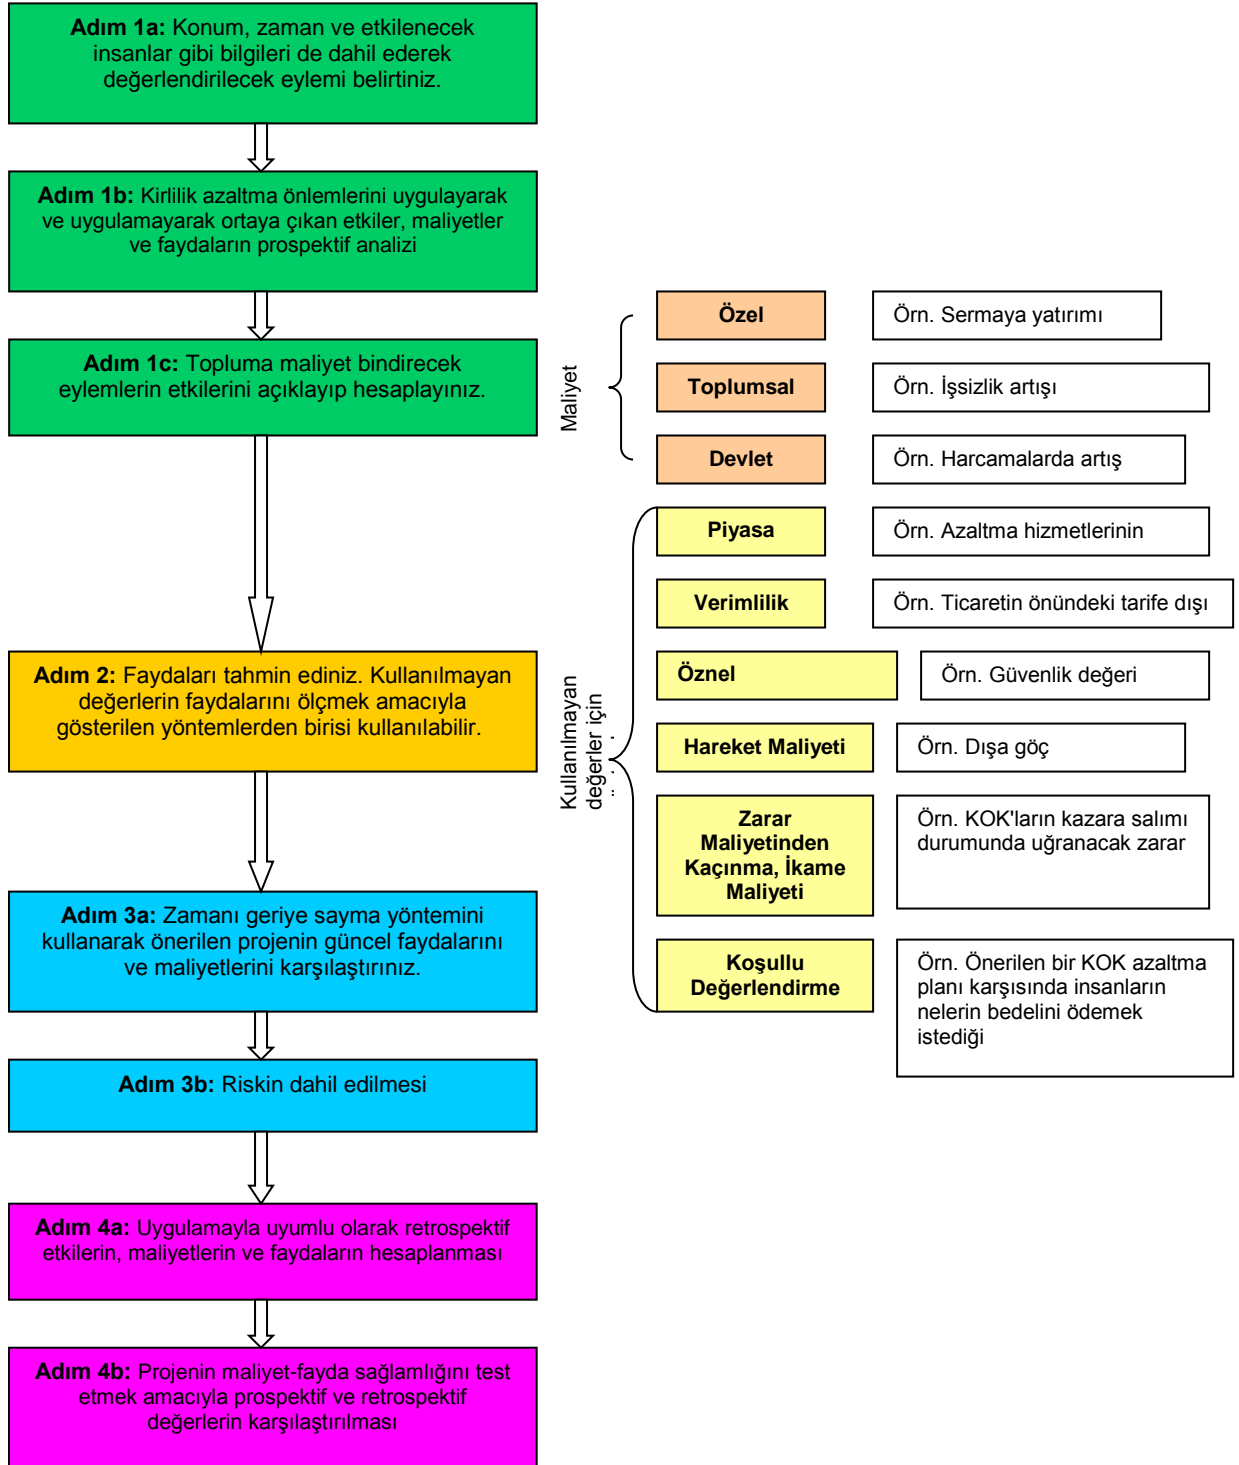 Adım 1a: Konum, zaman ve etkilenecek
insanlar gibi bilgileri de dahil ederek
değerlendirilecek eylemi belirtiniz.
Adım 1b: Kirlilik azaltma önlemlerini uygulayarak
ve uygulamayarak ortaya çıkan etkiler, maliyetler
ve faydaların prospektif analizi
Adım 1c: Topluma maliyet bindirecek
eylemlerin etkilerini açıklayıp hesaplayınız.
Maliyet
Özel
Örn. Sermaye yatırımı
Toplumsal
Örn. İşsizlik artışı
Devlet
Örn. Harcamalarda artış
Adım 2: Faydaları tahmin ediniz. Kullanılmayan
değerlerin faydalarını ölçmek amacıyla
gösterilen yöntemlerden birisi kullanılabilir.
Kullanılmayan
değerler için
Piyasa
Örn. Azaltma hizmetlerinin
Verimlilik
Örn. Ticaretin önündeki tarife dışı
Öznel
Örn. Güvenlik değeri
Hareket Maliyeti
Örn. Dışa göç
Zarar
Maliyetinden
Kaçınma, İkame
Maliyeti
Örn. KOK'ların kazara salımı
durumunda uğranacak zarar
Koşullu
Değerlendirme
Örn. Önerilen bir KOK azaltma
planı karşısında insanların
nelerin bedelini ödemek
istediği
Adım 3a: Zamanı geriye sayma yöntemini
kullanarak önerilen projenin güncel faydalarını
ve maliyetlerini karşılaştırınız.
Adım 3b: Riskin dahil edilmesi
Adım 4a: Uygulamayla uyumlu olarak retrospektif
etkilerin, maliyetlerin ve faydaların hesaplanması
Adım 4b: Projenin maliyet-fayda sağlamlığını test
etmek amacıyla prospektif ve retrospektif
değerlerin karşılaştırılması